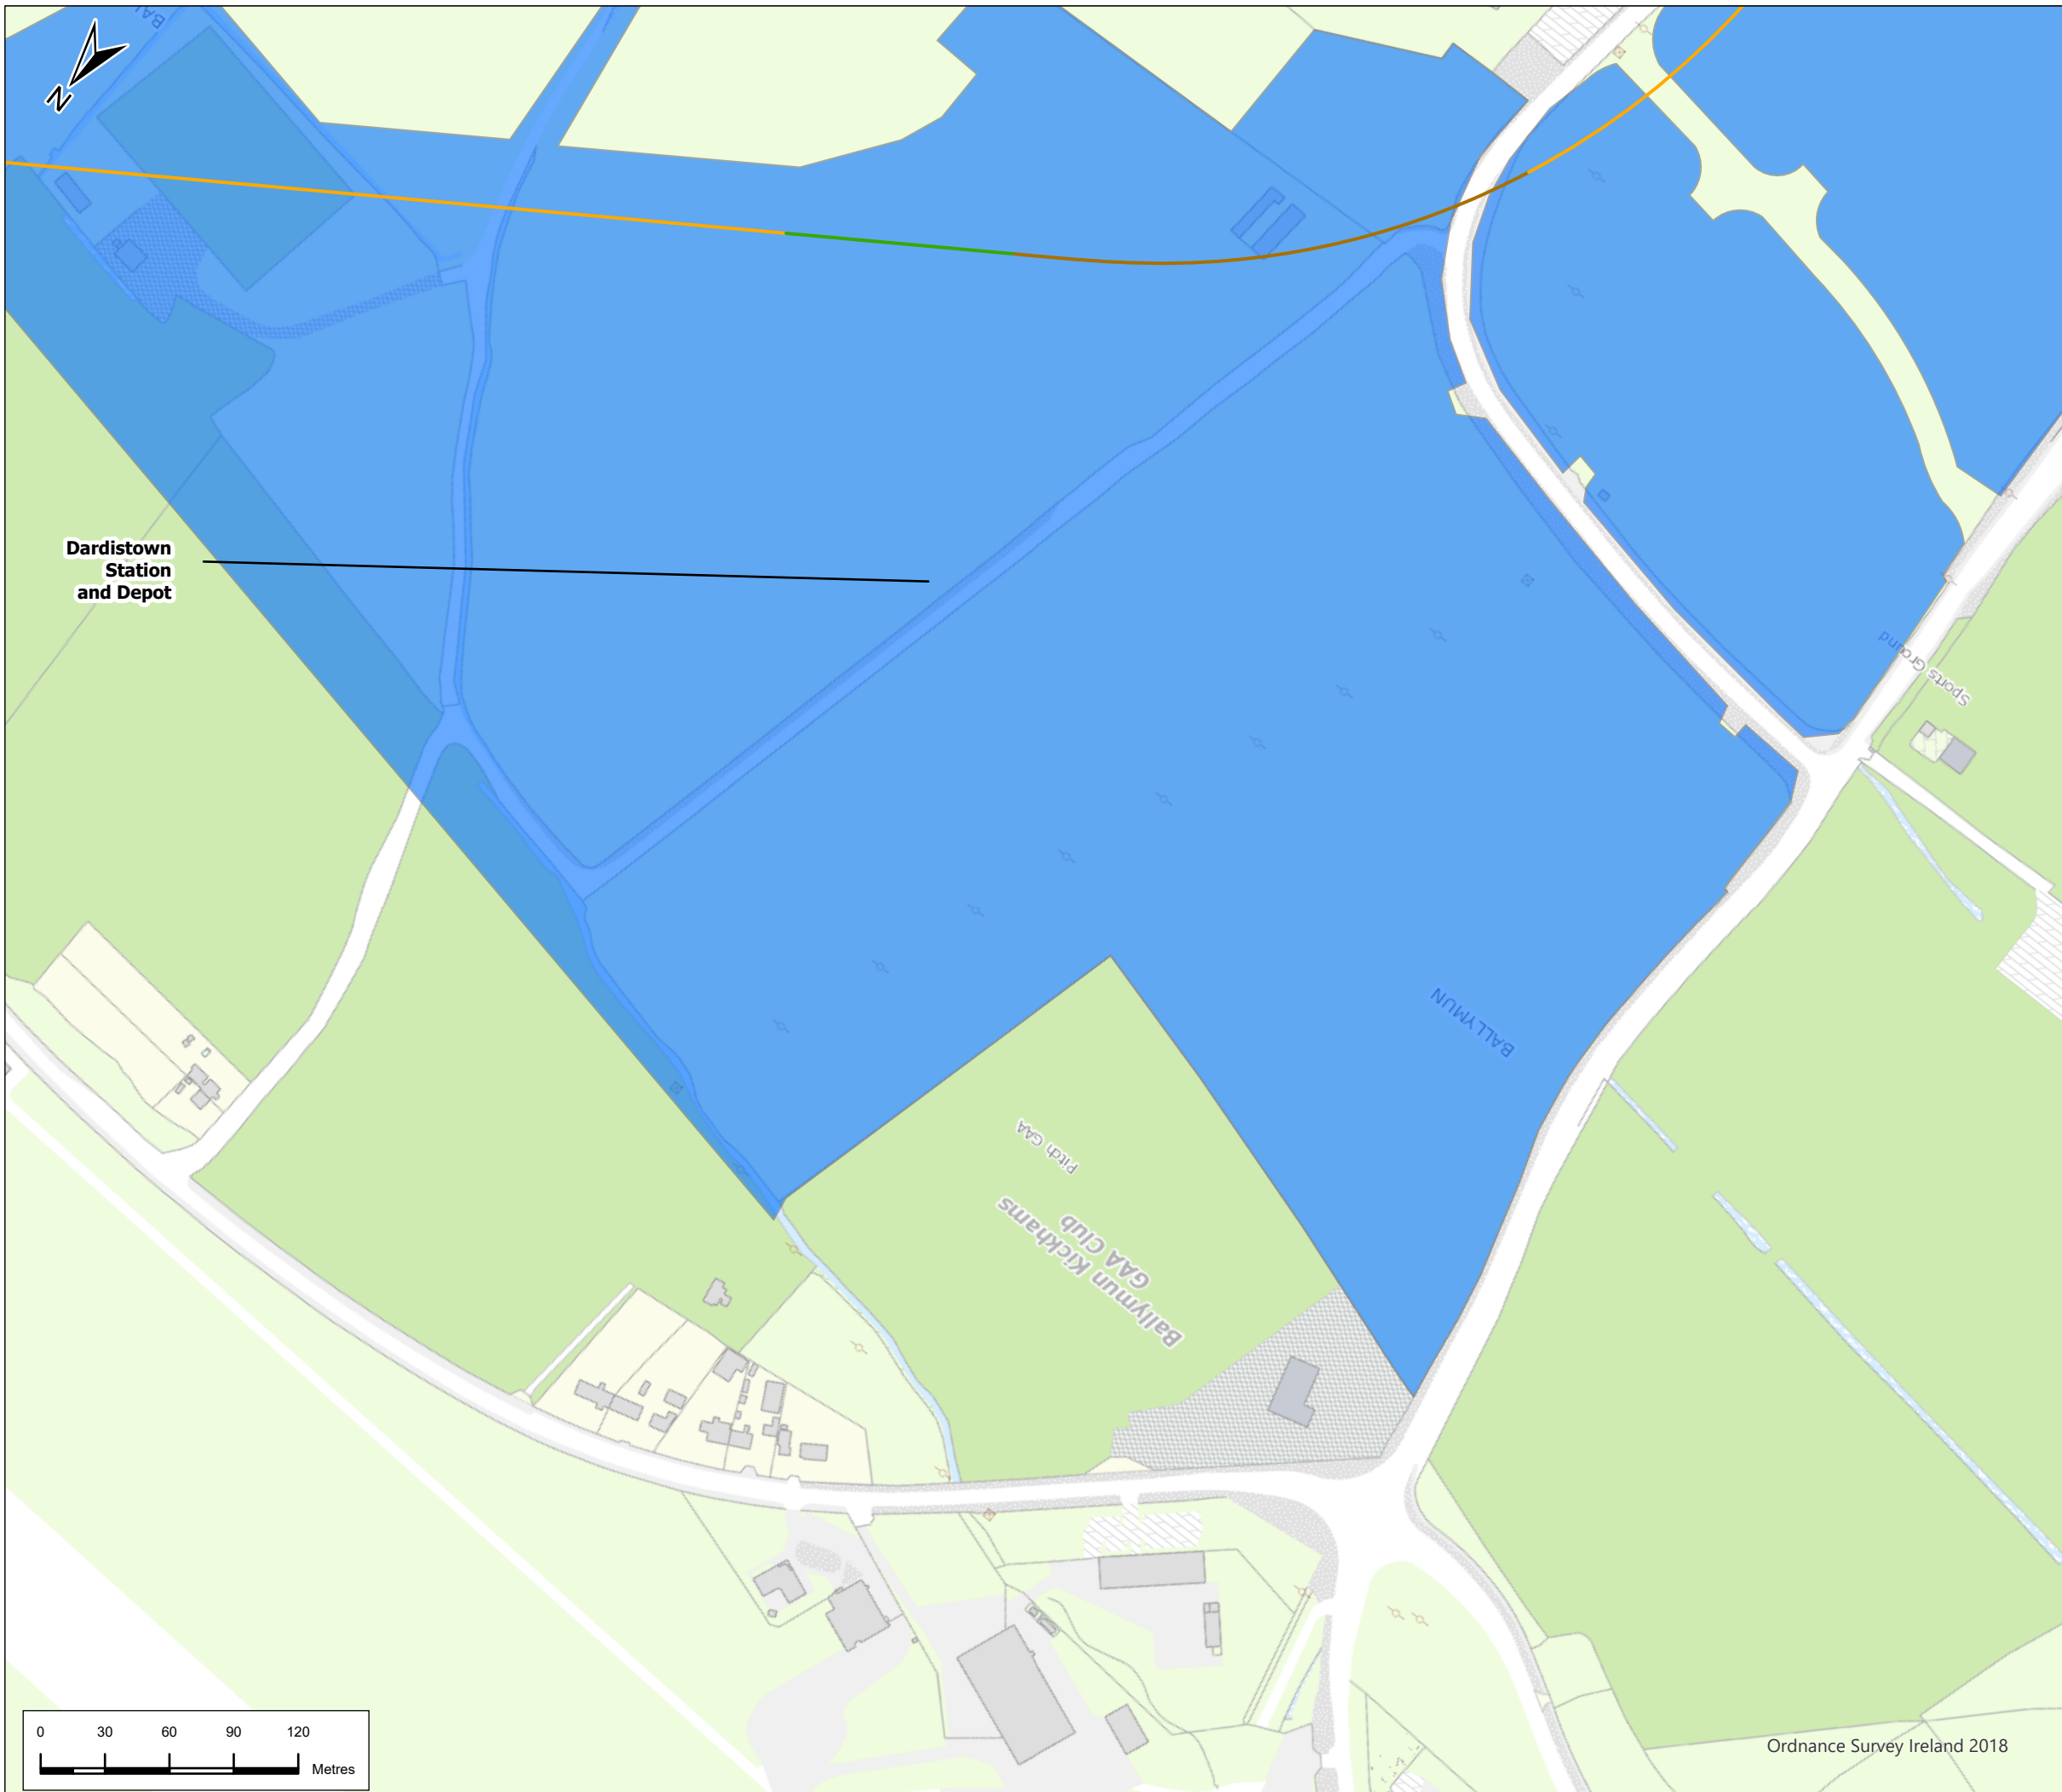 BAL
N
Dardistown
Station
and Depot
Sports Ground
BALLYMUN
Pitch GAA
Ballymun Kickhams
GAA Club
0 30 60 90 120
Metres
Ordnance Survey Ireland 2018